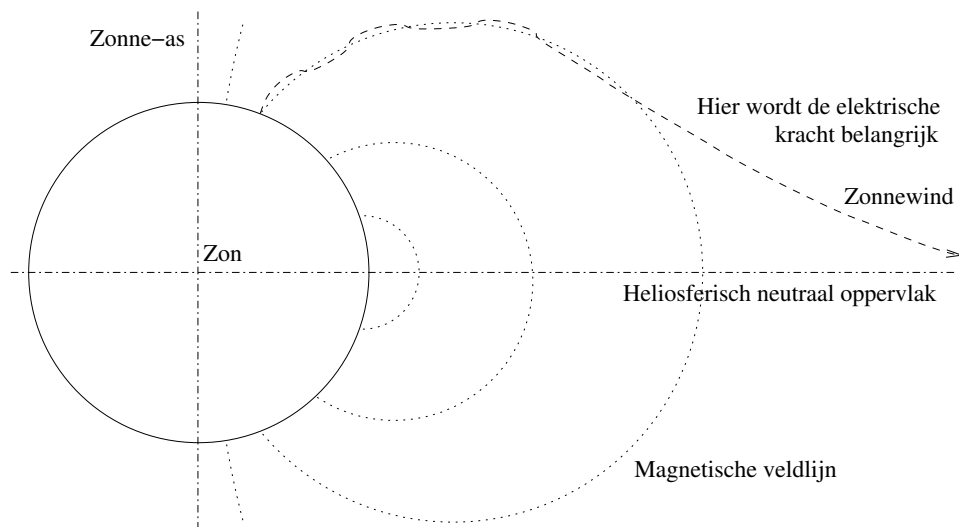 Zonne−as
Hier wordt de elektrische
kracht belangrijk
Zonnewind
Zon
Heliosferisch neutraal oppervlak
Magnetische veldlijn